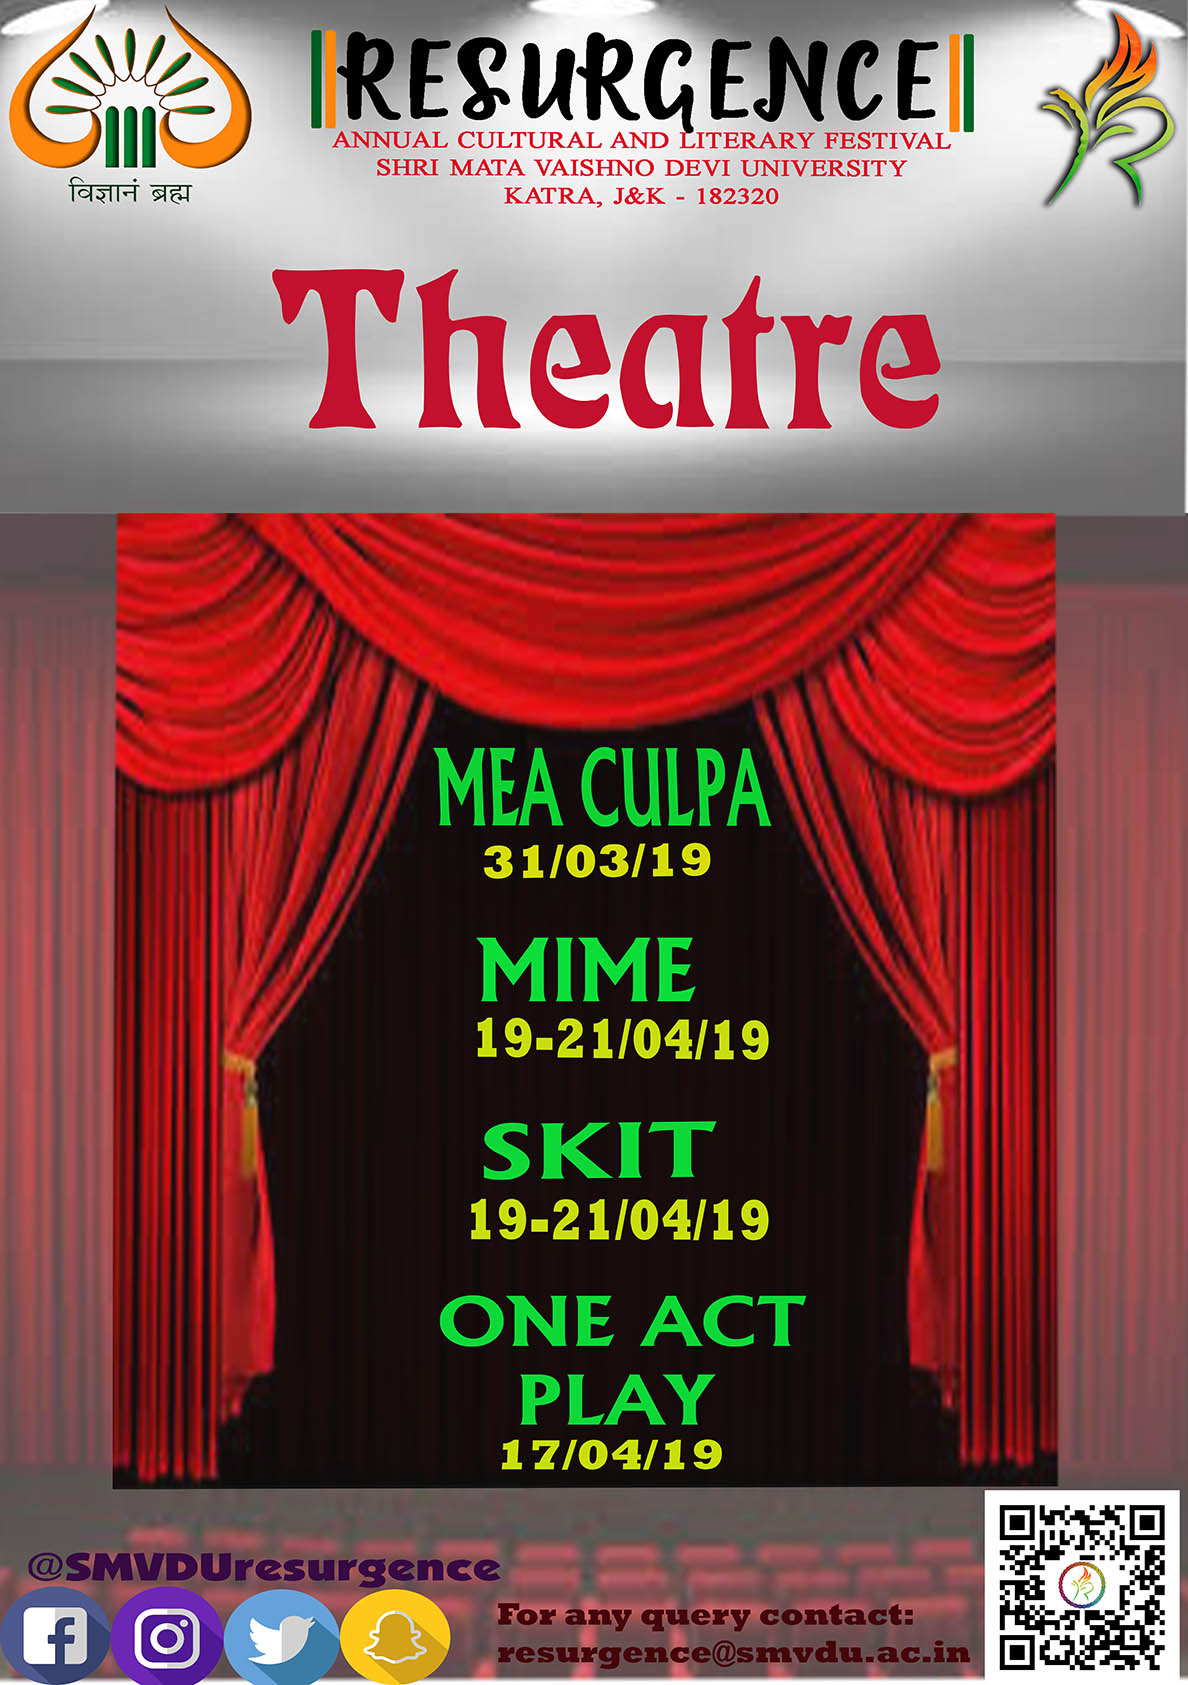 विज्ञानं ब्रह्म
RESURGENCE
ANNUAL CULTURAL AND LITERARY FESTIVAL
SHRI MATA VAISHNO DEVI UNIVERSITY
KATRA, J&K - 182320
Theatre
MEA CULPA
31/03/19
MIME
19-21/04/19
SKIT
19-21/04/19
ONE ACT
PLAY
17/04/19
@SMVDUresurgence
For any query contact:
resurgence@smvdu.ac.in